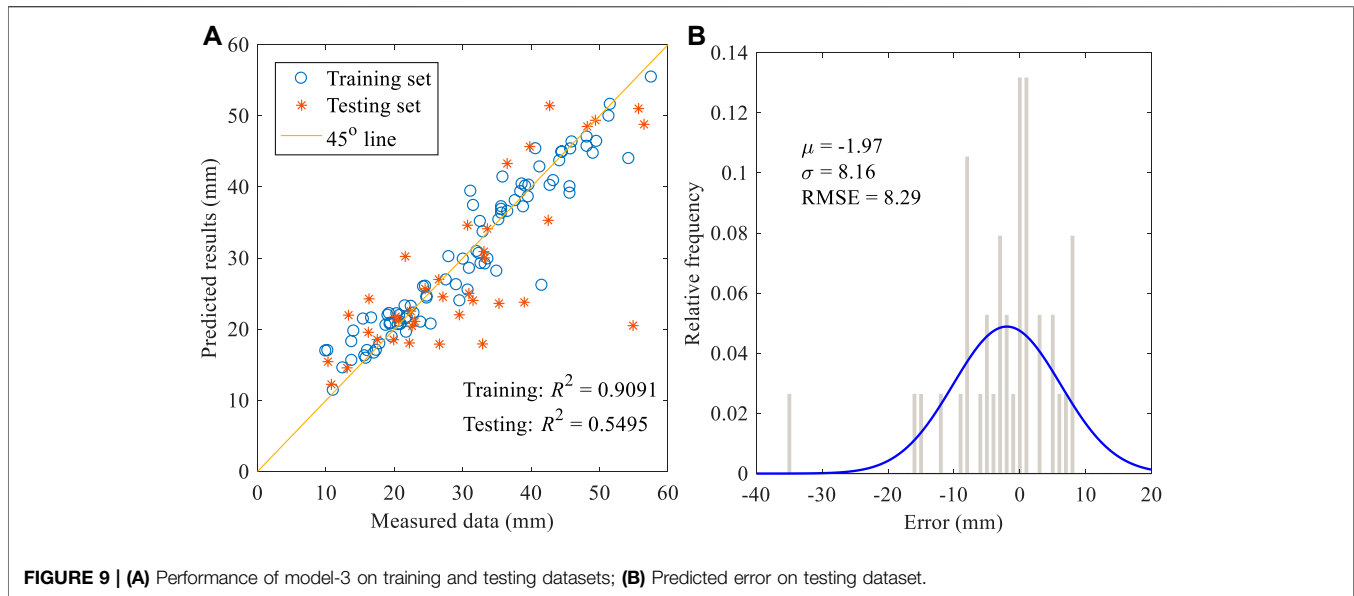 A
60
50
40
30
20
10
0
Predicted results (mm)
Training set
Testing set
45° line
Training: R² = 0.9091
Testing: R² = 0.5495
0 10 20 30 40 50 60
Measured data (mm)
B
0.14
0.12
0.1
0.08
0.06
0.04
0.02
0
Relative frequency
μ = -1.97
σ = 8.16
RMSE = 8.29
-40 -30 -20 -10 0 10 20
Error (mm)
FIGURE 9 | (A) Performance of model-3 on training and testing datasets; (B) Predicted error on testing dataset.